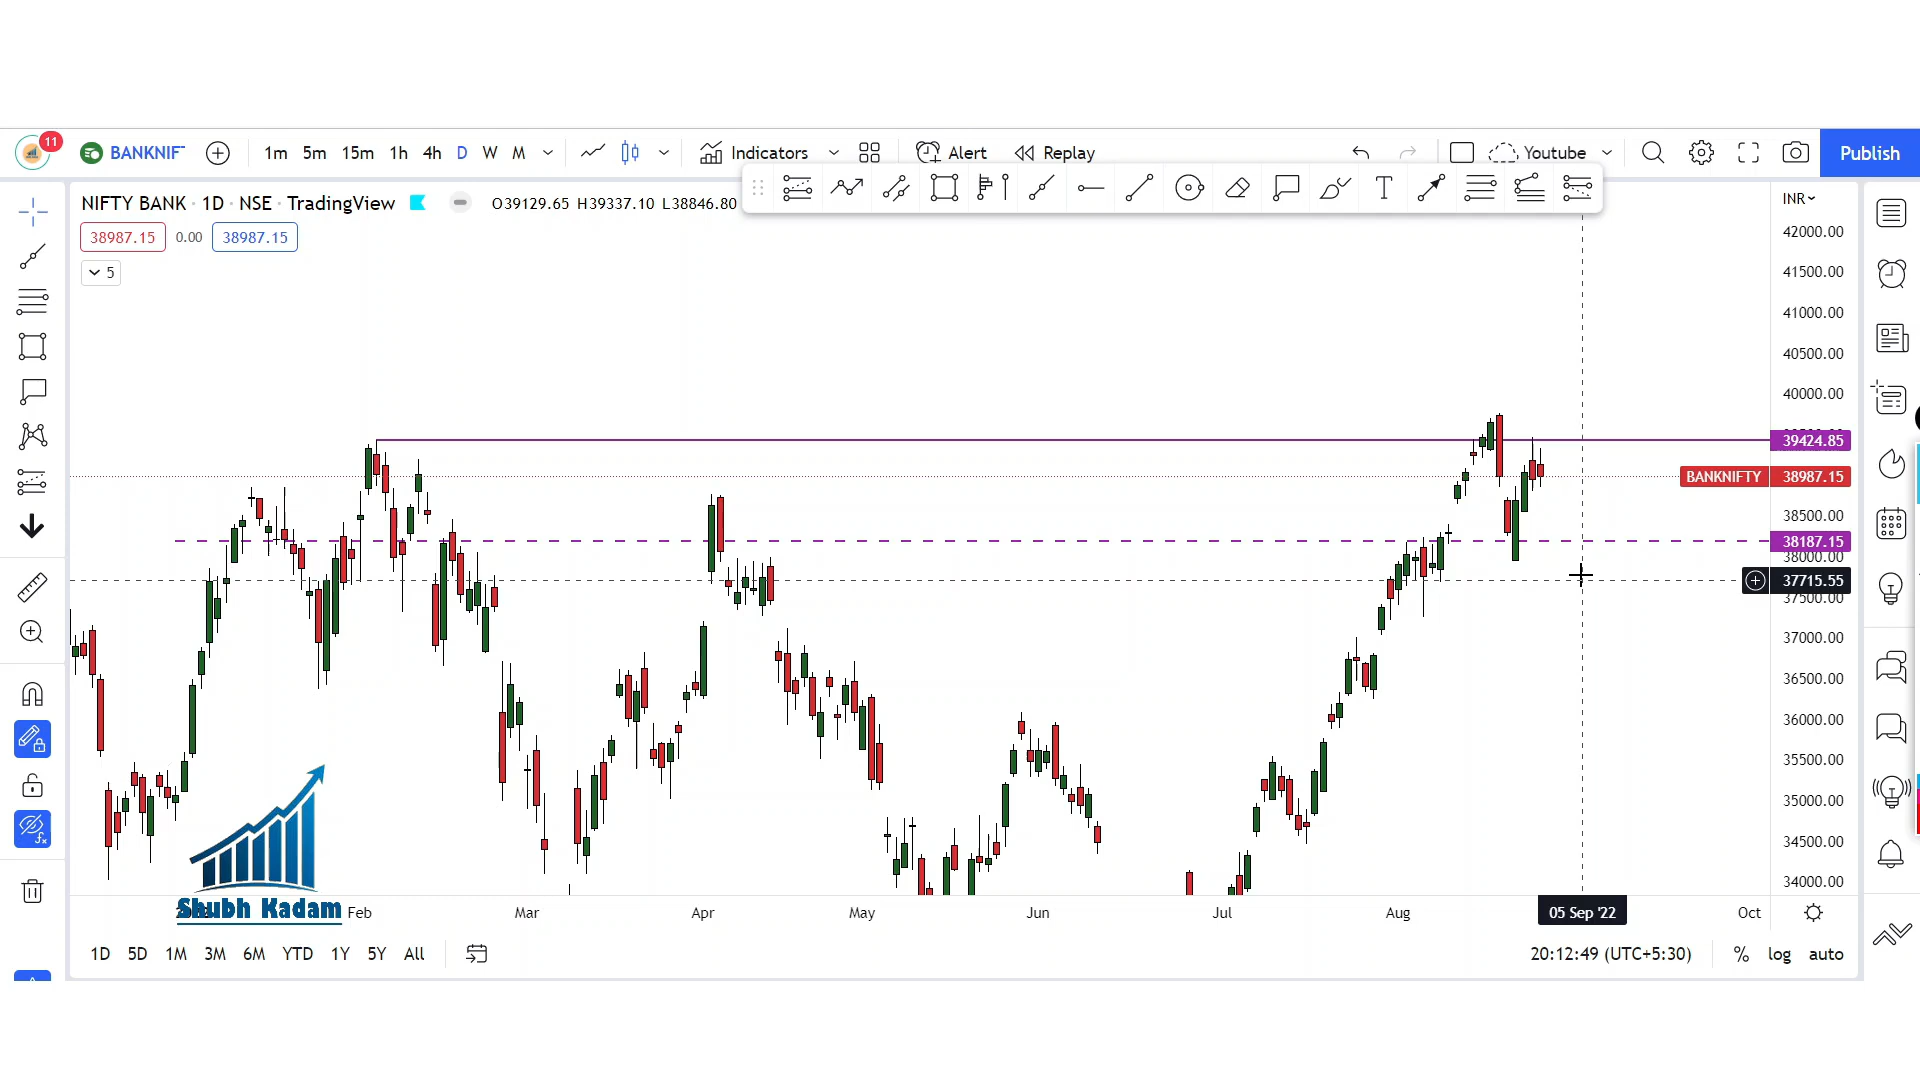 11
BANKNIF
1m 5m 15m 1h 4h D W M
Indicators
Alert
Replay
Youtube
Publish
NIFTY BANK · 1D · NSE · TradingView
O39129.65 H39337.10 L38846.80
INR
38987.15 0.00 38987.15
5
42000.00
41500.00
41000.00
40500.00
40000.00
39424.85
BANKNIFTY 38987.15
38500.00
38187.15
38000.00
37715.55
37500.00
37000.00
36500.00
36000.00
35500.00
35000.00
34500.00
34000.00
Shubh Kadam
Feb Mar Apr May Jun Jul Aug 05 Sep '22 Oct
1D 5D 1M 3M 6M YTD 1Y 5Y All
20:12:49 (UTC+5:30) % log auto